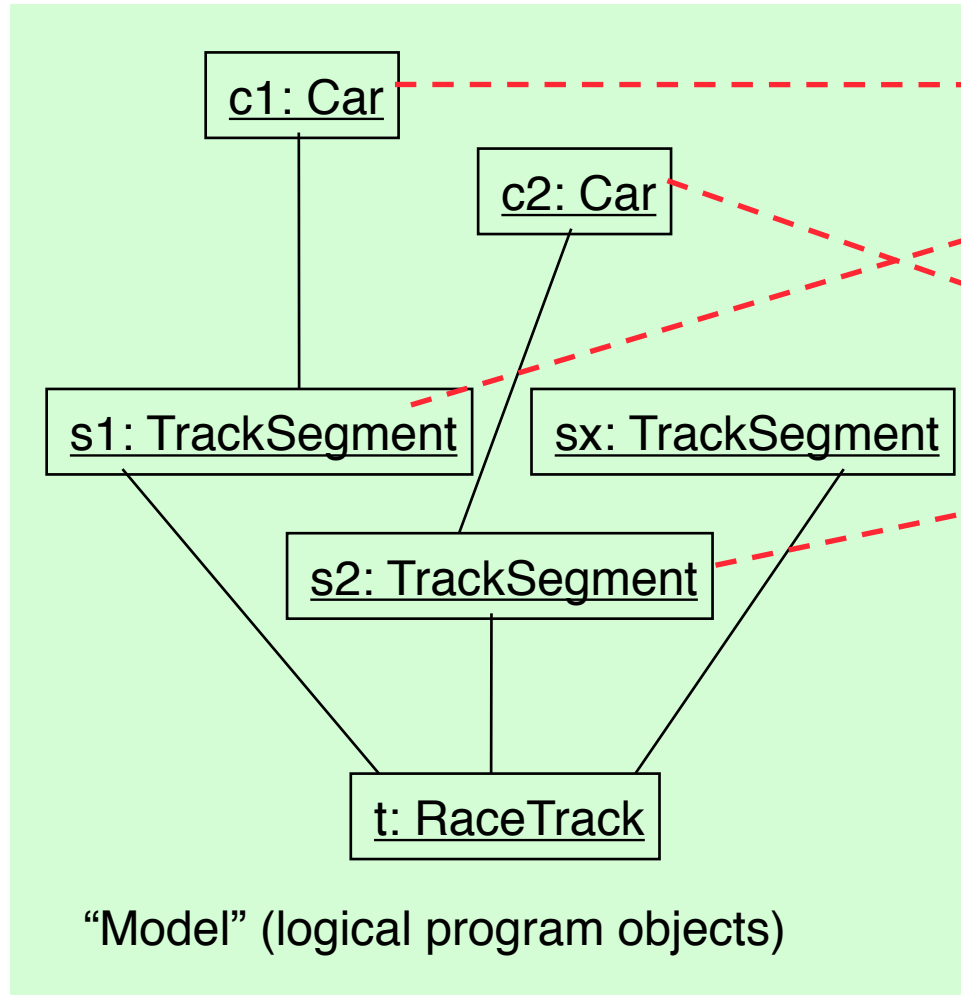 c1: Car
c2: Car
s1: TrackSegment
sx: TrackSegment
s2: TrackSegment
t: RaceTrack
“Model” (logical program objects)